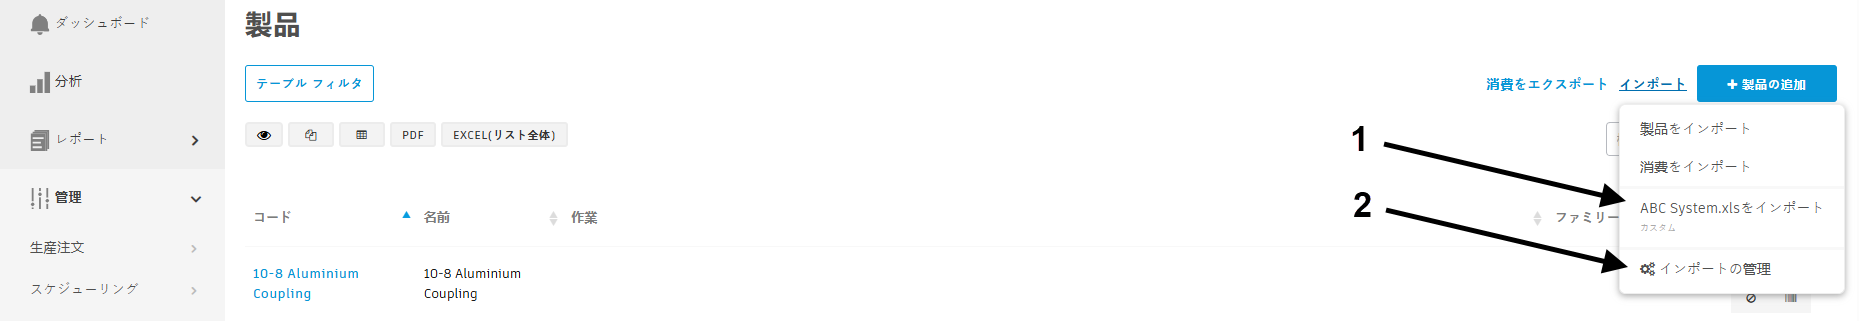 ダッシュボード
分析
レポート
管理
生産注文
スケジューリング
製品
テーブル フィルタ
消費をエクスポート インポート + 製品の追加
PDF EXCEL(リスト全体)
製品をインポート
消費をインポート
ABC System.xlsをインポート
カスタム
インポートの管理
1
2
コード 名前 作業 ファミリー
10-8 Aluminium
Coupling
10-8 Aluminium
Coupling